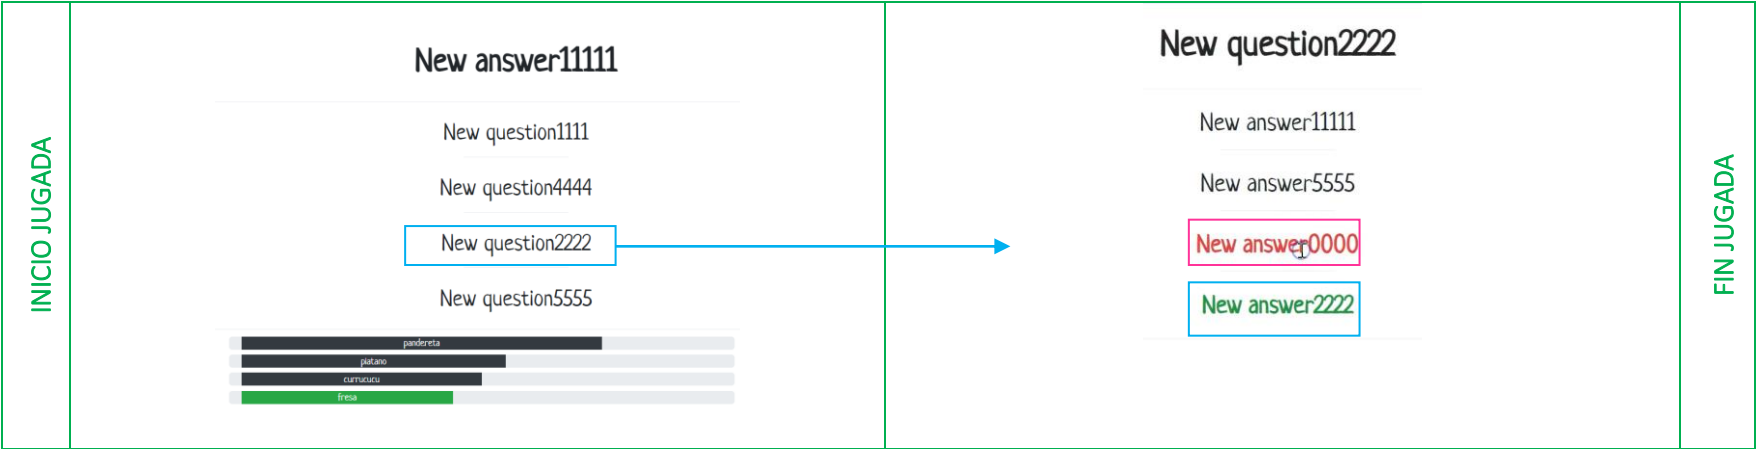 INICIO JUGADA
New answer11111
New question1111
New question4444
New question2222
New question5555
pandereta
platano
currucucu
fresa
New question2222
New answer11111
New answer5555
New answer0000
New answer2222
FIN JUGADA